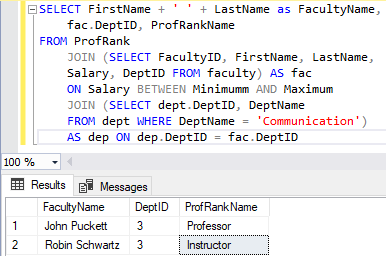 SELECT FirstName + ' ' + LastName as FacultyName,
fac.DeptID, ProfRankName
FROM ProfRank
JOIN (SELECT FacultyID, FirstName, LastName,
Salary, DeptID FROM faculty) AS fac
ON Salary BETWEEN Minimumm AND Maximum
JOIN (SELECT dept.DeptID, DeptName
FROM dept WHERE DeptName = 'Communication')
AS dep ON dep.DeptID = fac.DeptID
100 %
Results Messages
FacultyName DeptID ProfRankName
1 John Puckett 3 Professor
2 Robin Schwartz 3 Instructor